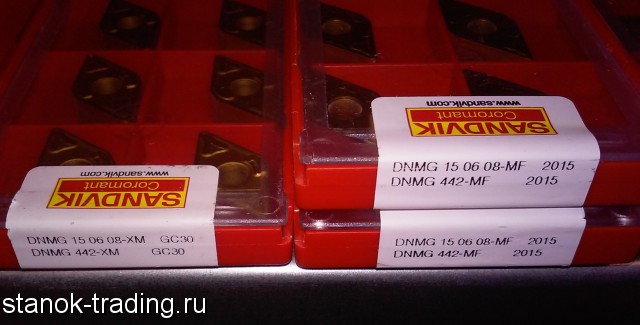 www.sandvik.com
SANDVIK
Coromant
DNMG 15 06 08-XM GC30
DNMG 442-XM GC30
www.sandvik.com
SANDVIK
Coromant
DNMG 15 06 08-MF 2015
DNMG 442-MF 2015
DNMG 15 06 08-MF 2015
DNMG 442-MF 2015
stanok-trading.ru